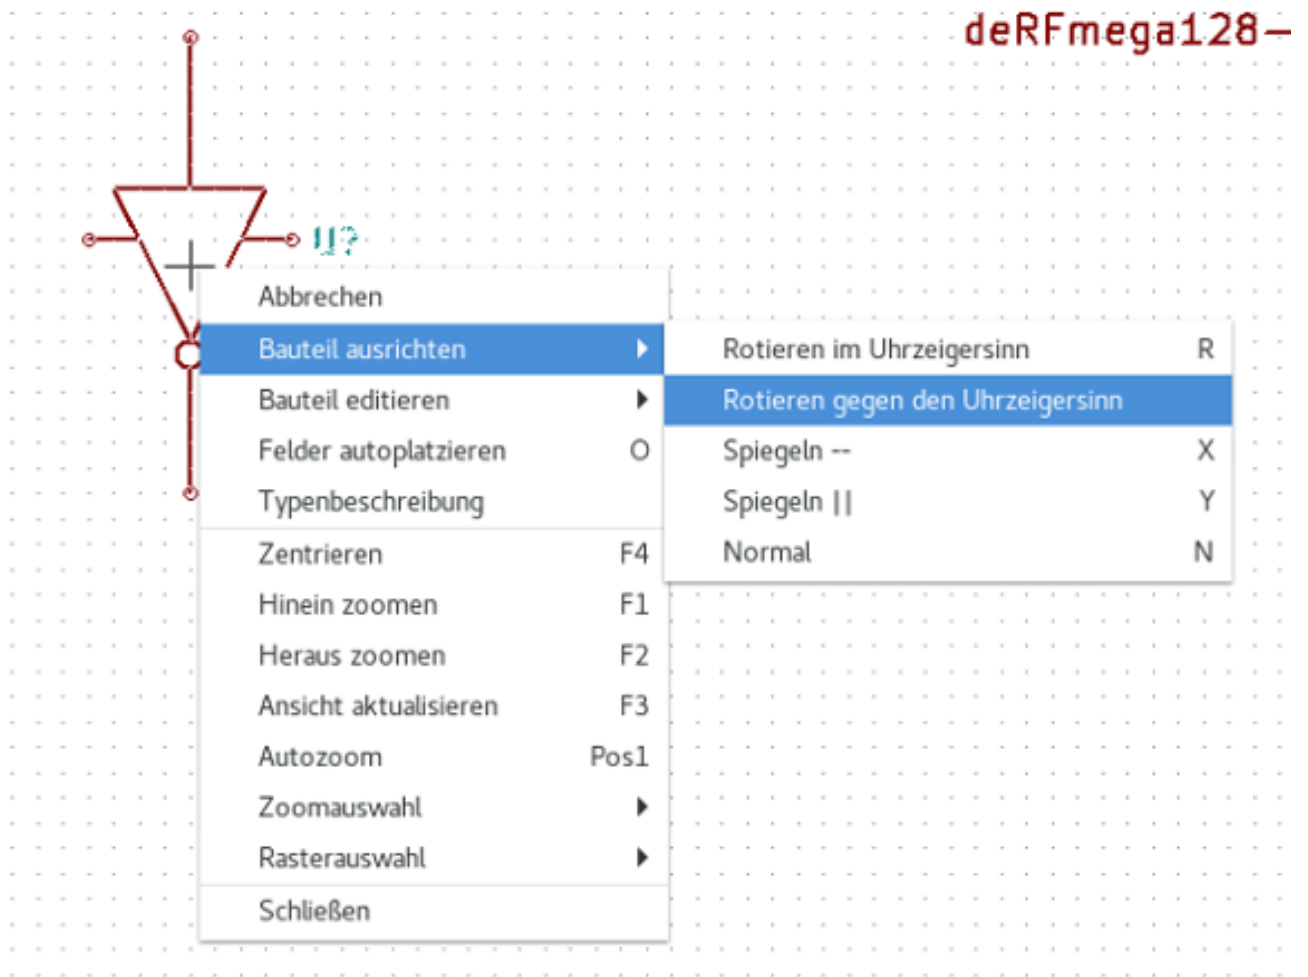 deRFmega128-
U?
Abbrechen
Bauteil ausrichten
Rotieren im Uhrzeigersinn R
Bauteil editieren
Rotieren gegen den Uhrzeigersinn
Felder autoplatzieren O
Spiegeln -- X
Typenbeschreibung
Spiegeln || Y
Zentrieren F4
Normal N
Hinein zoomen F1
Heraus zoomen F2
Ansicht aktualisieren F3
Autozoom Pos1
Zoomauswahl
Rasterauswahl
Schließen